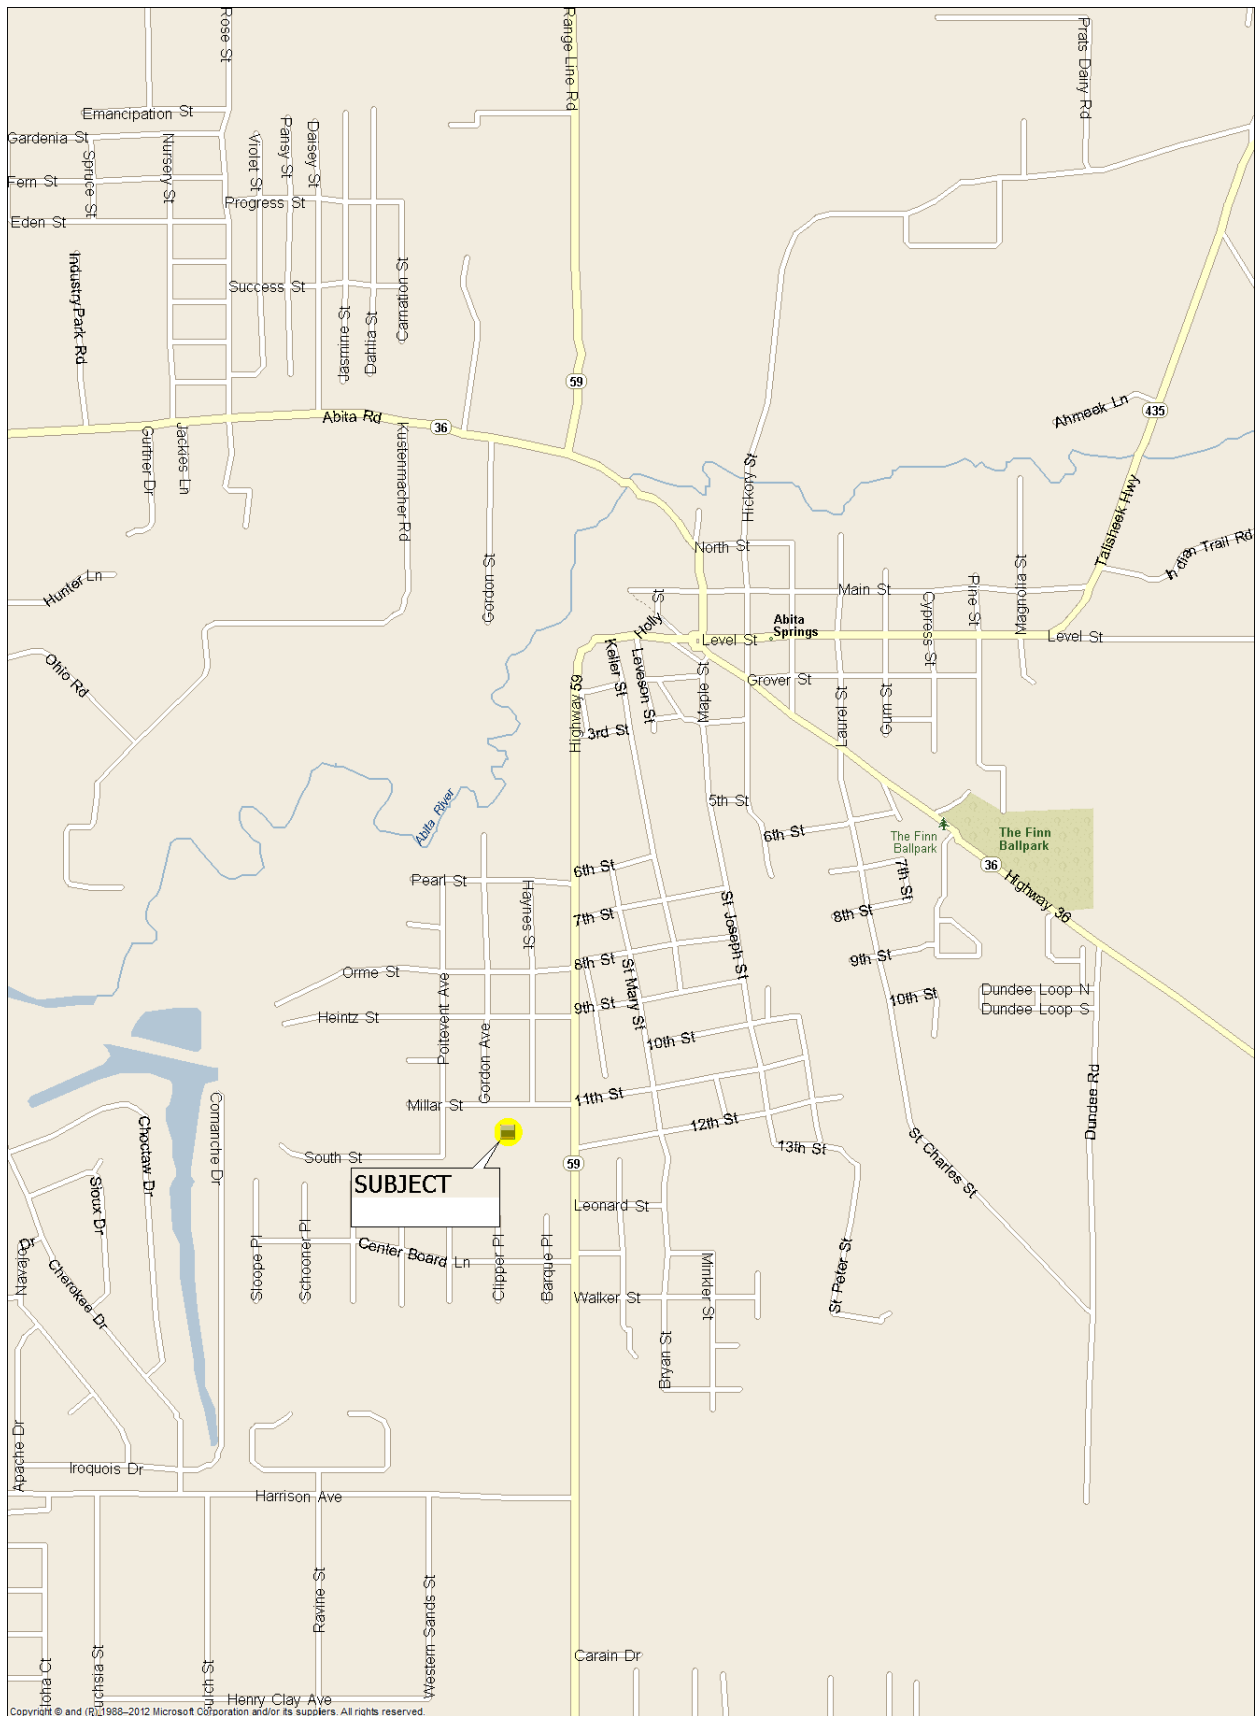 Rose St
Range Line Rd
Prats Dairy Rd
Emancipation St
Gardenia St
Spruce St
Nursery St
Violet St
Pansy St
Daisey St
Fern St
Progress St
Eden St
Industry Park Rd
Success St
Carnation St
Jasmine St
Dahlia St
59
Ahmeek Ln
435
Abita Rd
36
Gurtner Dr
Jackies Ln
Kustenmacher Rd
Hickory St
Talisheek Hwy
North St
Indian Trail Rd
Gordon St
Hunter Ln
Main St
Pine St
Magnolia St
Cypress St
Holly St
Abita
Springs
Level St
Level St
Keller St
Leveson St
Maple St
Grover St
Ohio Rd
Highway 59
3rd St
Laurel St
Gum St
Abita River
5th St
6th St
The Finn
Ballpark
The Finn
Ballpark
36
Highway 36
6th St
Pearl St
Haynes St
7th St
7th St
St Joseph St
8th St
8th St
St Mary St
9th St
Orme St
Poitevent Ave
9th St
10th St
Dundee Loop N
Dundee Loop S
Heintz St
Gordon Ave
10th St
Dundee Rd
Millar St
11th St
Comanche Dr
Choctaw Dr
12th St
13th St
St Charles St
South St
59
SUBJECT
Sioux Dr
Leonard St
Navajo Dr
Cherokee Dr
Sloope Pl
Schooner Pl
Center Board Ln
Clipper Pl
Barque Pl
Minkler St
St Peter St
Walker St
Bryan St
Apache Dr
Iroquois Dr
Harrison Ave
Ravine St
Western Sands St
Carain Dr
Henry Clay Ave
Copyright © and (P) 1988–2012 Microsoft Corporation and/or its suppliers. All rights reserved.